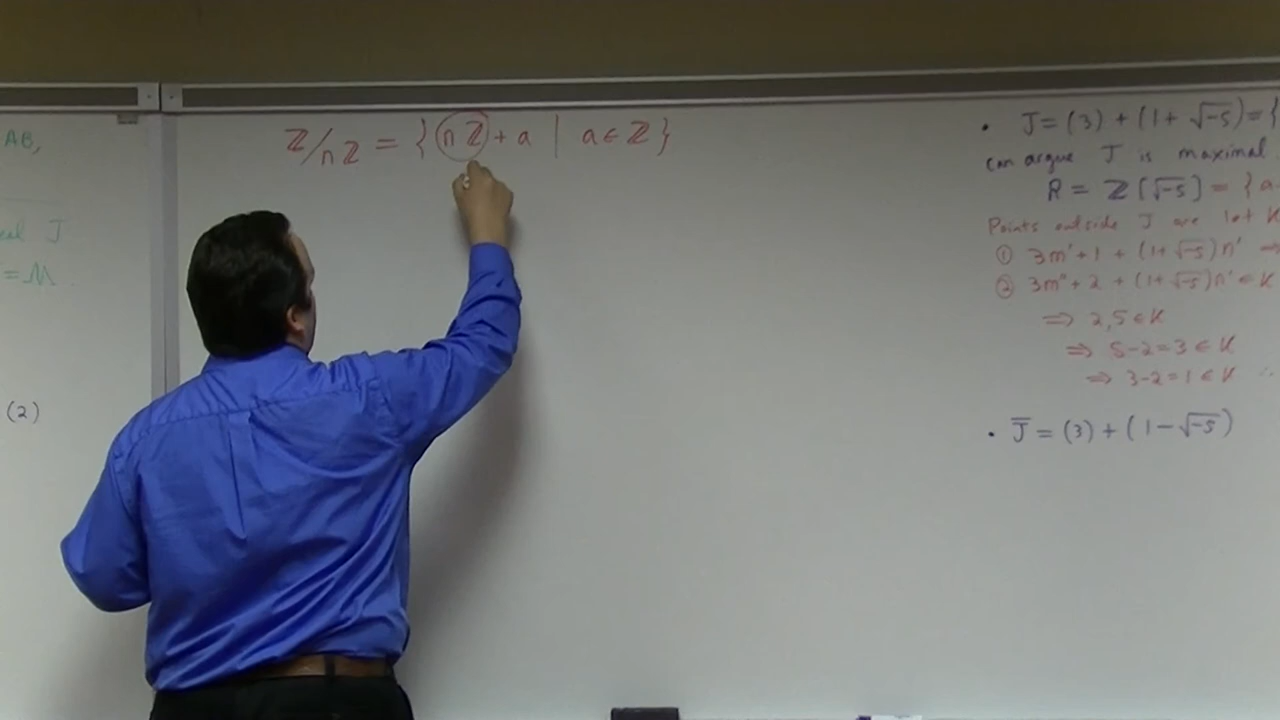 AB,
J
= M
(2)
ℤ/nℤ = { nℤ + a | a ∈ ℤ }
• J = (3) + (1 + √-5) = {
can argue J is maximal.
R = ℤ[√-5] = { a
Points outside J are let K
① 3m' + 1 + (1+√-5)n' ⇒
② 3m" + 2 + (1+√-5)n' ∈ K
⇒ 2,5 ∈ K
⇒ 5-2=3 ∈ K
⇒ 3-2=1 ∈ K ∴
• J̅ = (3) + (1-√-5)